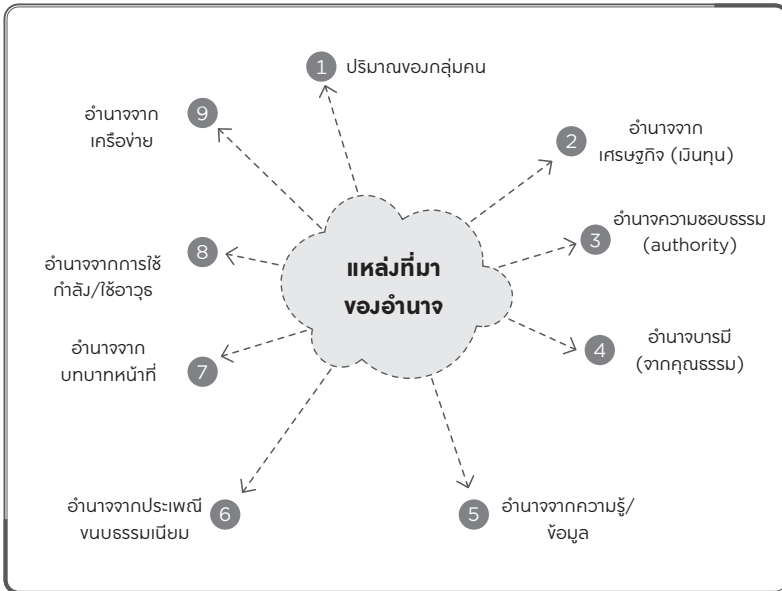 แหล่งที่มา
ของอำนาจ
1 ปริมาณของกลุ่มคน
2 อำนาจจาก
เศรษฐกิจ (เงินทุน)
3 อำนาจความชอบธรรม
(authority)
4 อำนาจบารมี
(จากคุณธรรม)
5 อำนาจจากความรู้/
ข้อมูล
6 อำนาจจากประเพณี
ขนบธรรมเนียม
7 อำนาจจาก
บทบาทหน้าที่
8 อำนาจจากการใช้
กำลัง/ใช้อาวุธ
9 อำนาจจาก
เครือข่าย